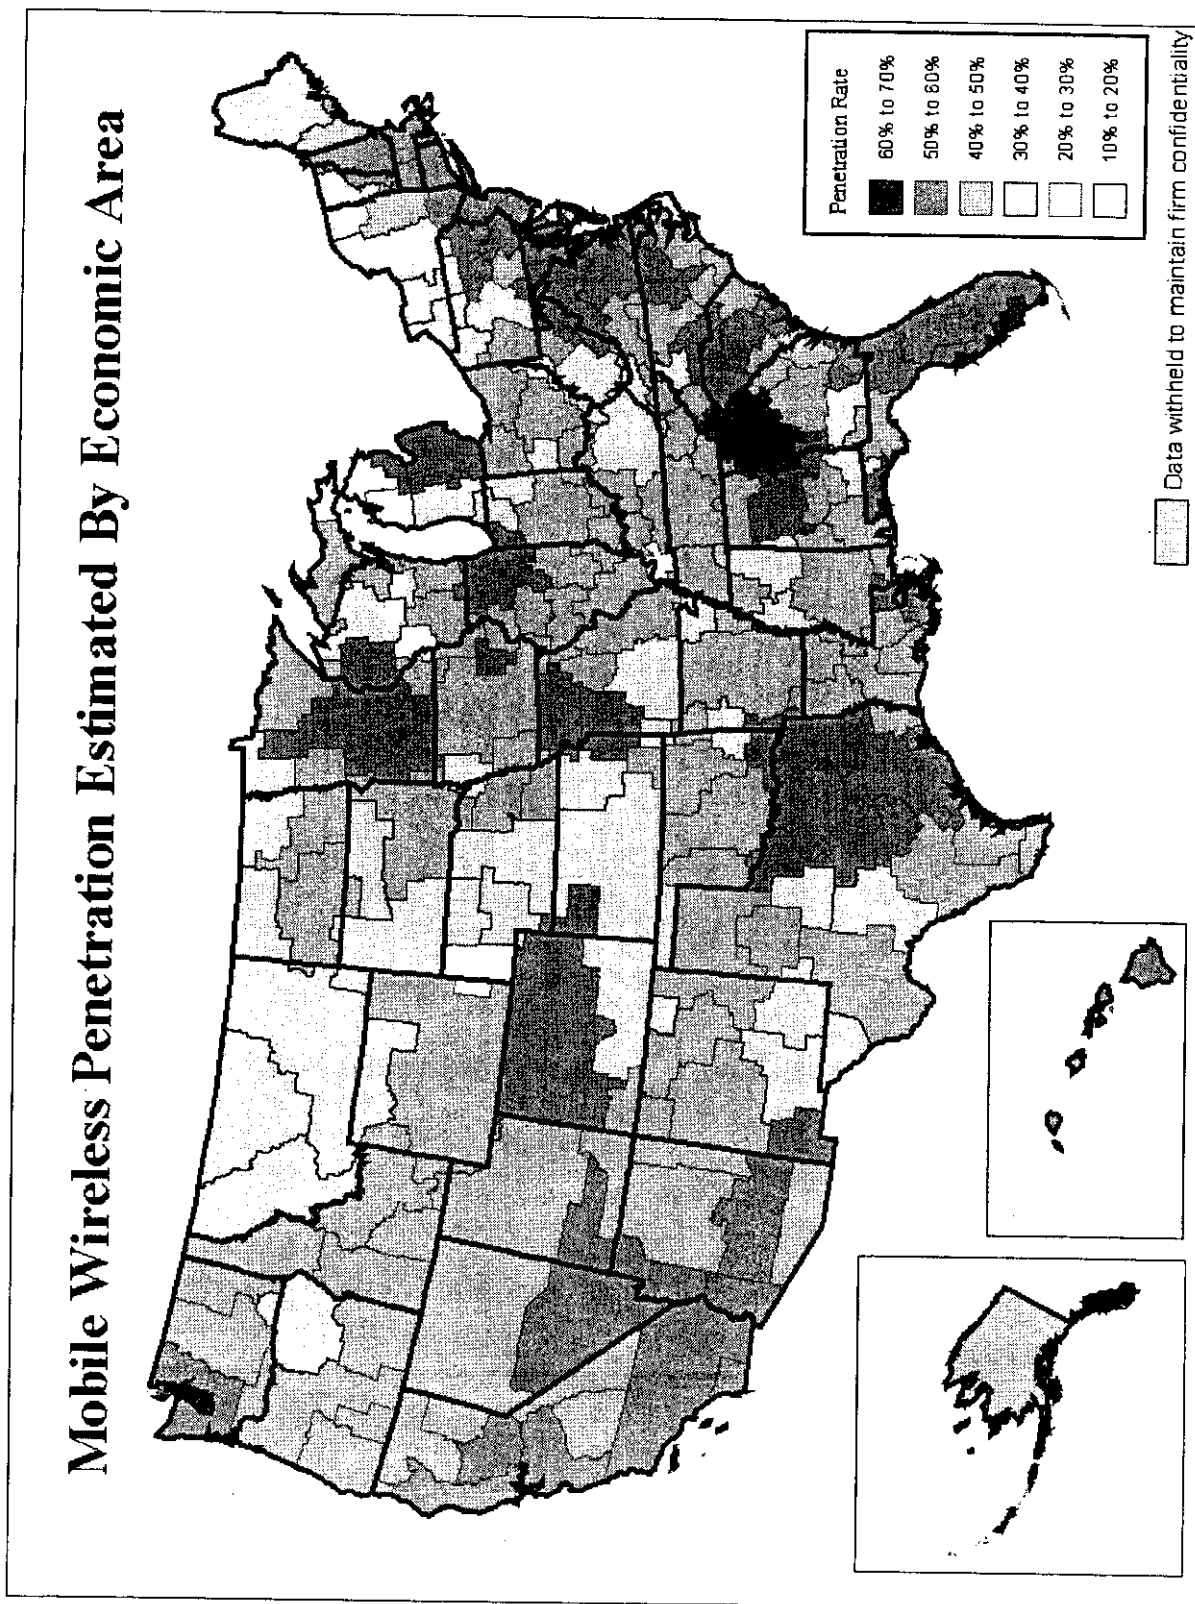 Mobile Wireless Penetration Estimated By Economic Area
Penetration Rate
60% to 70%
50% to 60%
40% to 50%
30% to 40%
20% to 30%
10% to 20%
Data withheld to maintain firm confidentiality